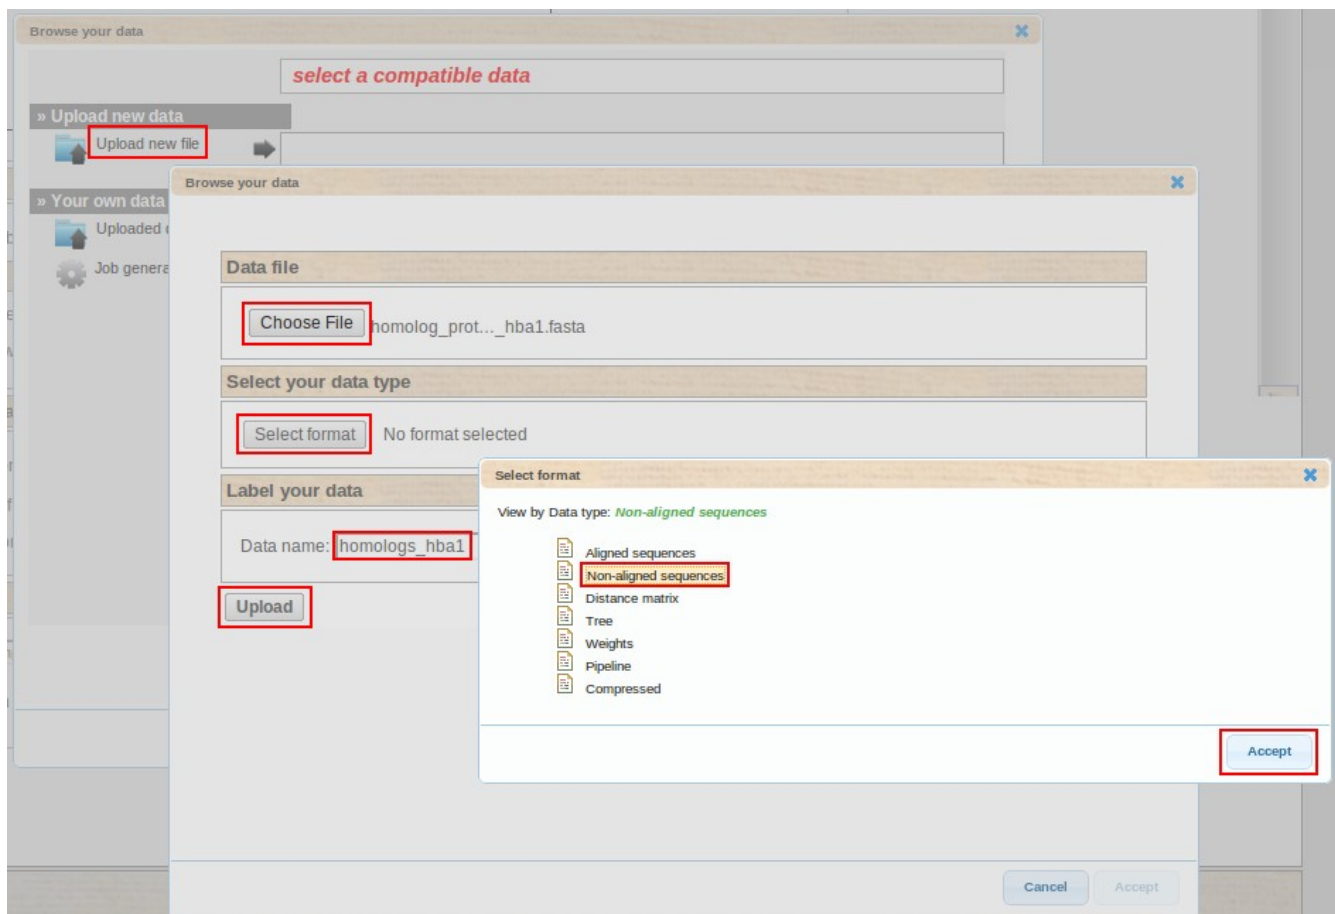 Browse your data
select a compatible data
» Upload new data
Upload new file
Browse your data
» Your own data
Uploaded
Job genera
Data file
Choose File homolog_prot..._hba1.fasta
Select your data type
Select format No format selected
Select format
Label your data
View by Data type: Non-aligned sequences
Data name: homologs_hba1
Aligned sequences
Non-aligned sequences
Distance matrix
Upload
Tree
Weights
Pipeline
Compressed
Accept
Cancel Accept